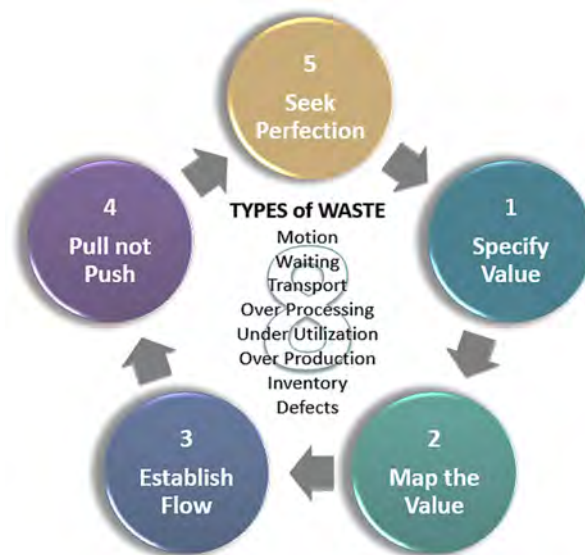 5
Seek
Perfection
4
Pull not
Push
TYPES of WASTE
Motion
Waiting
Transport
Over Processing
Under Utilization
Over Production
Inventory
Defects
8
1
Specify
Value
3
Establish
Flow
2
Map the
Value